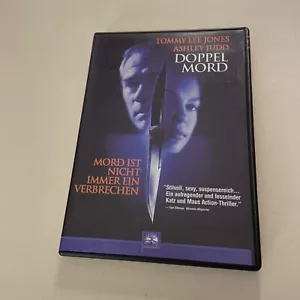 TOMMY LEE JONES
ASHLEY JUDD
DOPPEL
MORD
MORD IST
NICHT
IMMER EIN
VERBRECHEN
"Stilvoll, sexy, suspensereich...
Ein aufregender und fesselnder
Katz und Maus Action-Thriller."